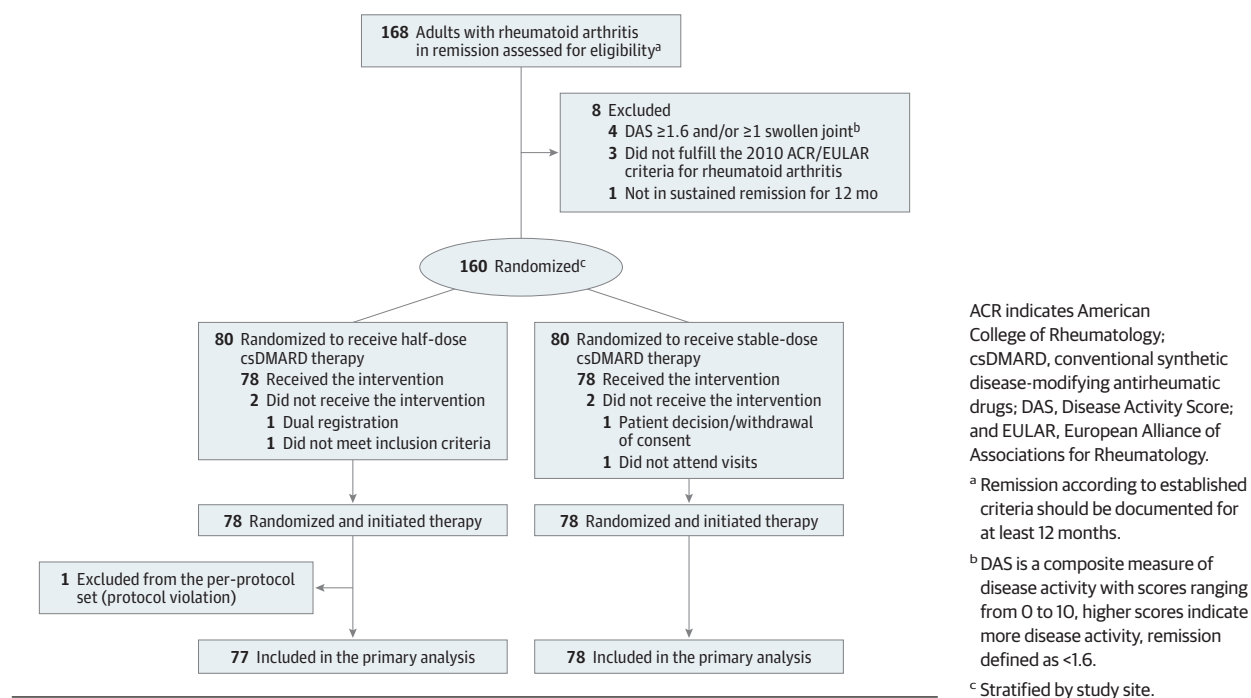 168 Adults with rheumatoid arthritis
in remission assessed for eligibilityᵃ
8 Excluded
4 DAS ≥1.6 and/or ≥1 swollen jointᵇ
3 Did not fulfill the 2010 ACR/EULAR
criteria for rheumatoid arthritis
1 Not in sustained remission for 12 mo
160 Randomizedᶜ
80 Randomized to receive half-dose
csDMARD therapy
78 Received the intervention
2 Did not receive the intervention
1 Dual registration
1 Did not meet inclusion criteria
80 Randomized to receive stable-dose
csDMARD therapy
78 Received the intervention
2 Did not receive the intervention
1 Patient decision/withdrawal
of consent
1 Did not attend visits
78 Randomized and initiated therapy
78 Randomized and initiated therapy
1 Excluded from the per-protocol
set (protocol violation)
77 Included in the primary analysis
78 Included in the primary analysis
ACR indicates American
College of Rheumatology;
csDMARD, conventional synthetic
disease-modifying antirheumatic
drugs; DAS, Disease Activity Score;
and EULAR, European Alliance of
Associations for Rheumatology.
ᵃ Remission according to established
criteria should be documented for
at least 12 months.
ᵇ DAS is a composite measure of
disease activity with scores ranging
from 0 to 10, higher scores indicate
more disease activity, remission
defined as <1.6.
ᶜ Stratified by study site.